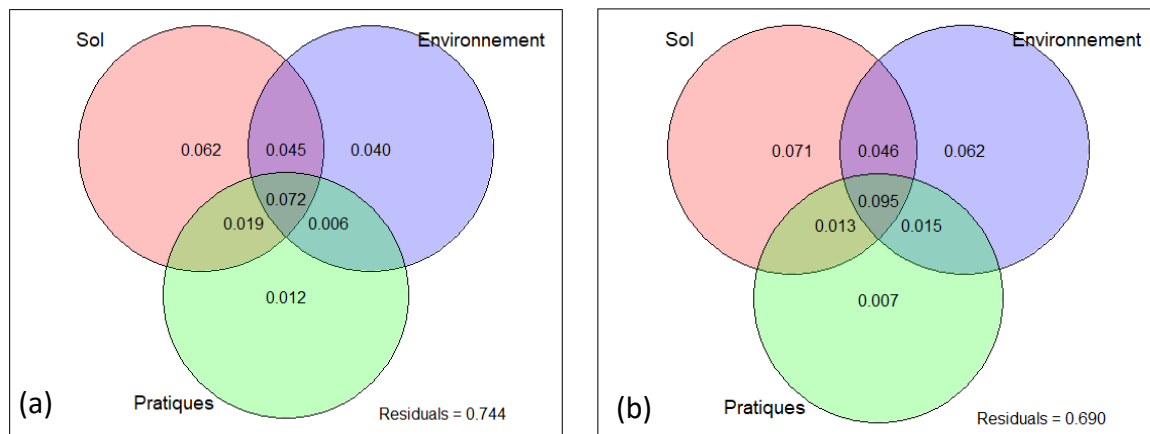 Sol
Environnement
0.062
0.045
0.040
0.072
0.019
0.006
0.012
(a)
Pratiques
Residuals = 0.744
Sol
Environnement
0.071
0.046
0.062
0.095
0.013
0.015
0.007
(b)
Pratiques
Residuals = 0.690